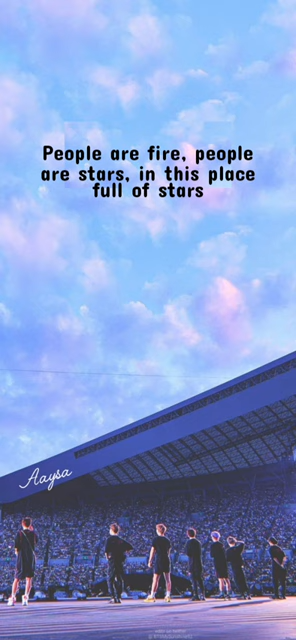 People are fire, people
are stars, in this place
full of stars
Aaysa